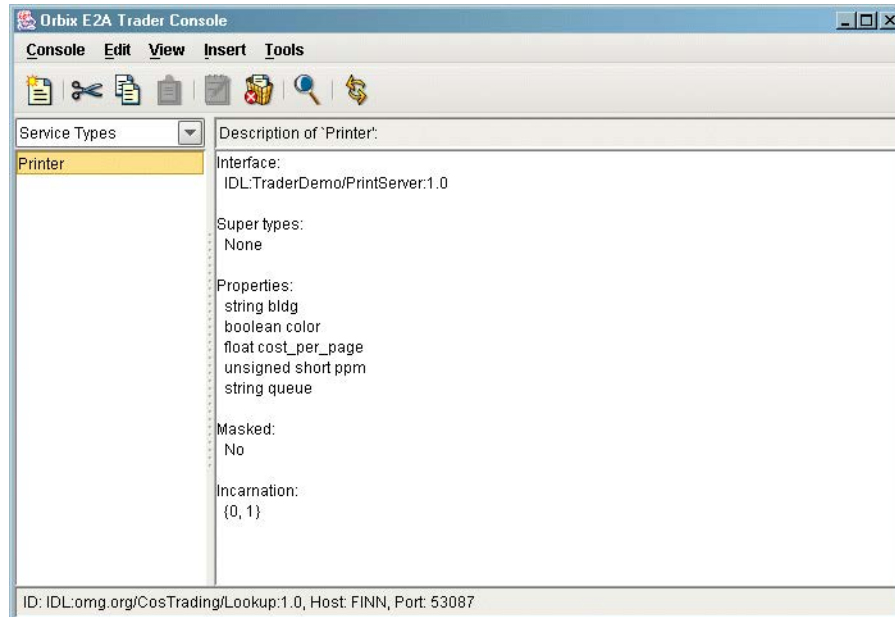 Orbix E2A Trader Console
Console Edit View Insert Tools
Service Types
Description of `Printer':
Printer
Interface:
IDL:TraderDemo/PrintServer:1.0
Super types:
None
Properties:
string bldg
boolean color
float cost_per_page
unsigned short ppm
string queue
Masked:
No
Incarnation:
{0, 1}
ID: IDL:omg.org/CosTrading/Lookup:1.0, Host: FINN, Port: 53087